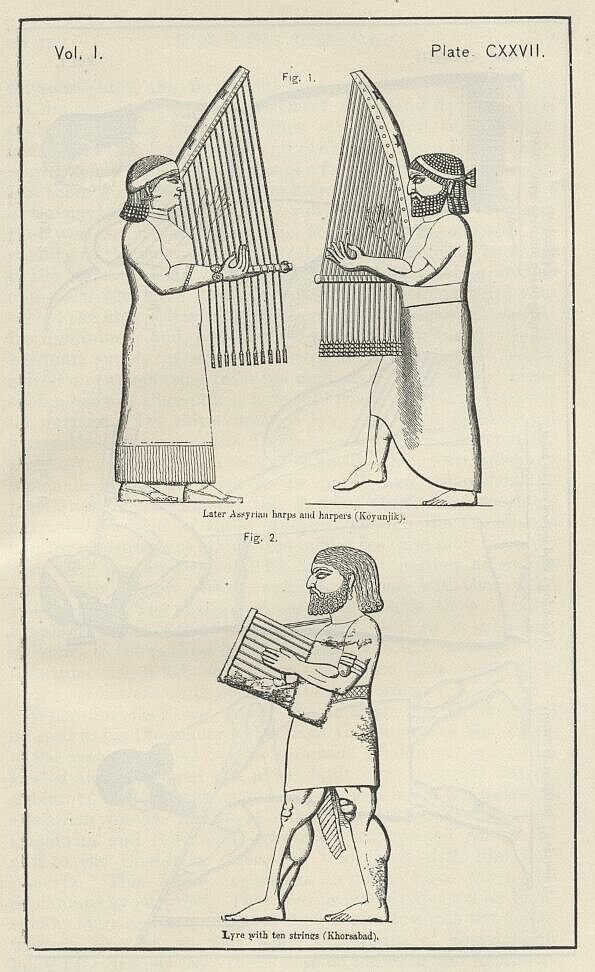 Vol. I.
Plate CXXVII.
Fig. 1.
Later Assyrian harps and harpers (Koyunjik).
Fig. 2.
Lyre with ten strings (Khorsabad).